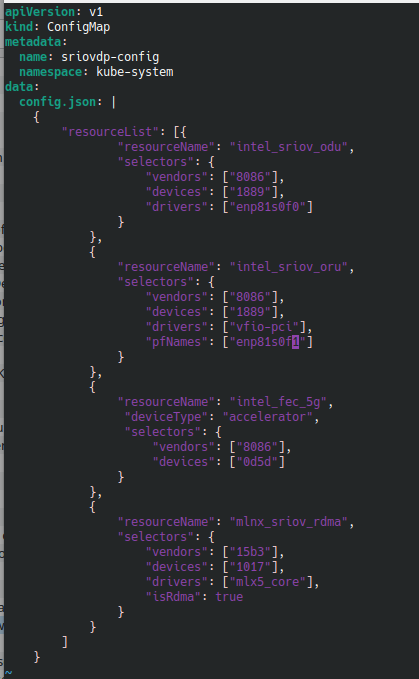 apiVersion: v1
kind: ConfigMap
metadata:
  name: sriovdp-config
  namespace: kube-system
data:
  config.json: |
    {
        "resourceList": [{
                "resourceName": "intel_sriov_odu",
                "selectors": {
                    "vendors": ["8086"],
                    "devices": ["1889"],
                    "drivers": ["enp81s0f0"]
                }
            },
            {
                "resourceName": "intel_sriov_oru",
                "selectors": {
                    "vendors": ["8086"],
                    "devices": ["1889"],
                    "drivers": ["vfio-pci"],
                    "pfNames": ["enp81s0f1"]
                }
            },
            {
                "resourceName": "intel_fec_5g",
                 "deviceType": "accelerator",
                 "selectors": {
                     "vendors": ["8086"],
                     "devices": ["0d5d"]
                }
            },
            {
                "resourceName": "mlnx_sriov_rdma",
                "selectors": {
                    "vendors": ["15b3"],
                    "devices": ["1017"],
                    "drivers": ["mlx5_core"],
                    "isRdma": true
                }
            }
        ]
    }
~